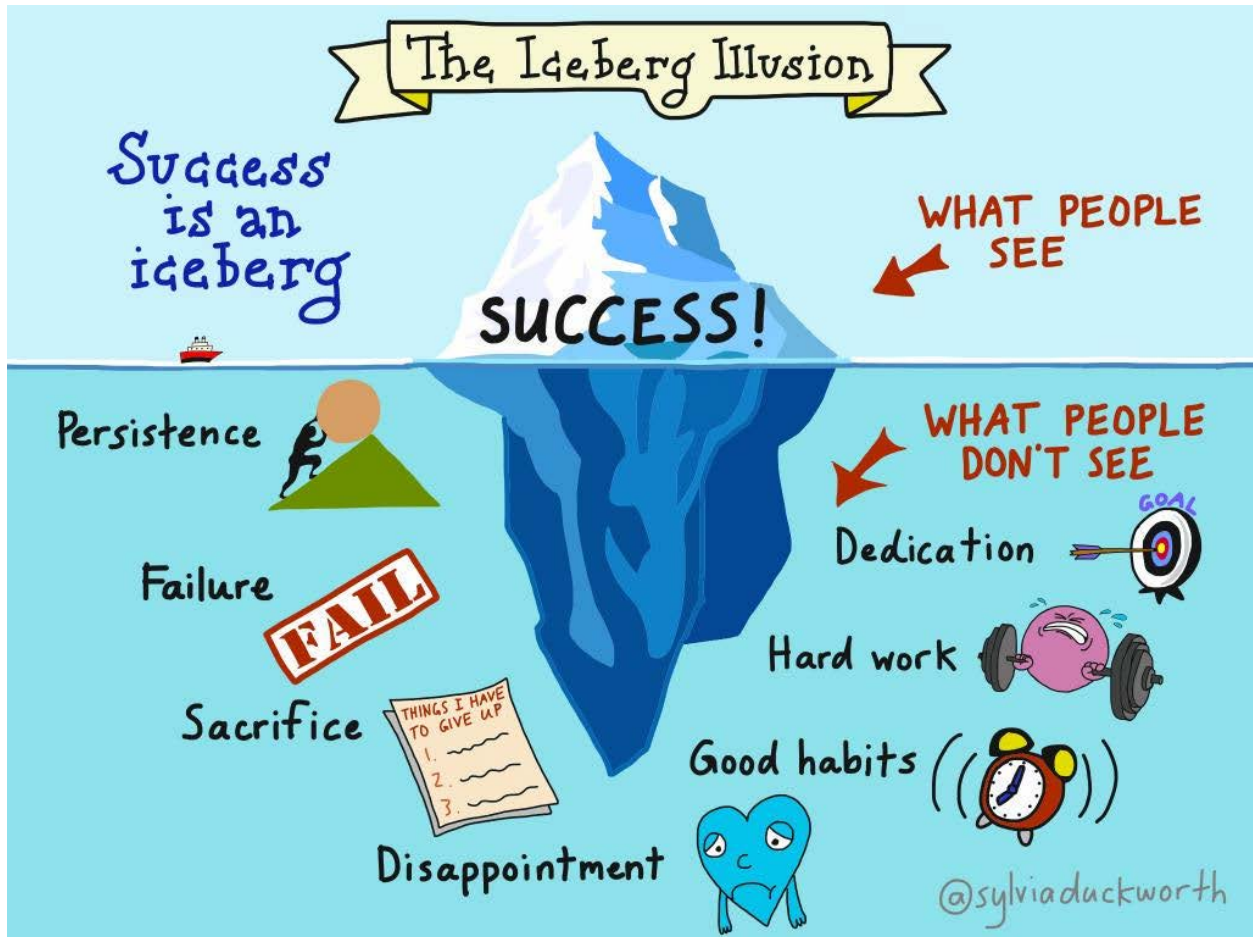 The Iceberg Illusion
Success
is an
iceberg
WHAT PEOPLE
SEE
SUCCESS!
Persistence
WHAT PEOPLE
DON'T SEE
GOAL
Dedication
Failure
FAIL
Hard work
Sacrifice
THINGS I HAVE
TO GIVE UP
1.
2.
3.
Good habits
Disappointment
@sylviaduckworth